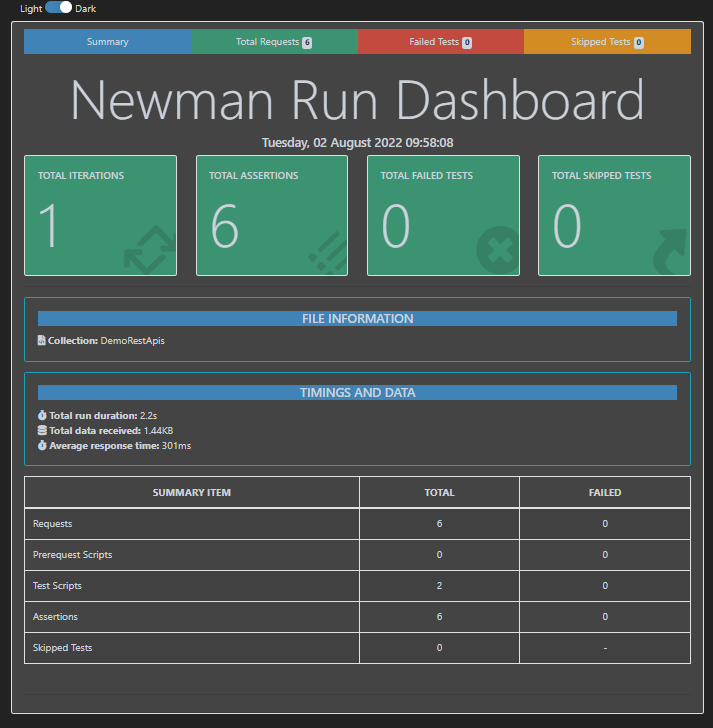 Light Dark
Summary Total Requests 6 Failed Tests 0 Skipped Tests 0
Newman Run Dashboard
Tuesday, 02 August 2022 09:58:08
TOTAL ITERATIONS TOTAL ASSERTIONS TOTAL FAILED TESTS TOTAL SKIPPED TESTS
1 6 0 0
FILE INFORMATION
Collection: DemoRestApis
TIMINGS AND DATA
Total run duration: 2.2s
Total data received: 1.44KB
Average response time: 301ms
SUMMARY ITEM TOTAL FAILED
Requests 6 0
Prerequest Scripts 0 0
Test Scripts 2 0
Assertions 6 0
Skipped Tests 0 -